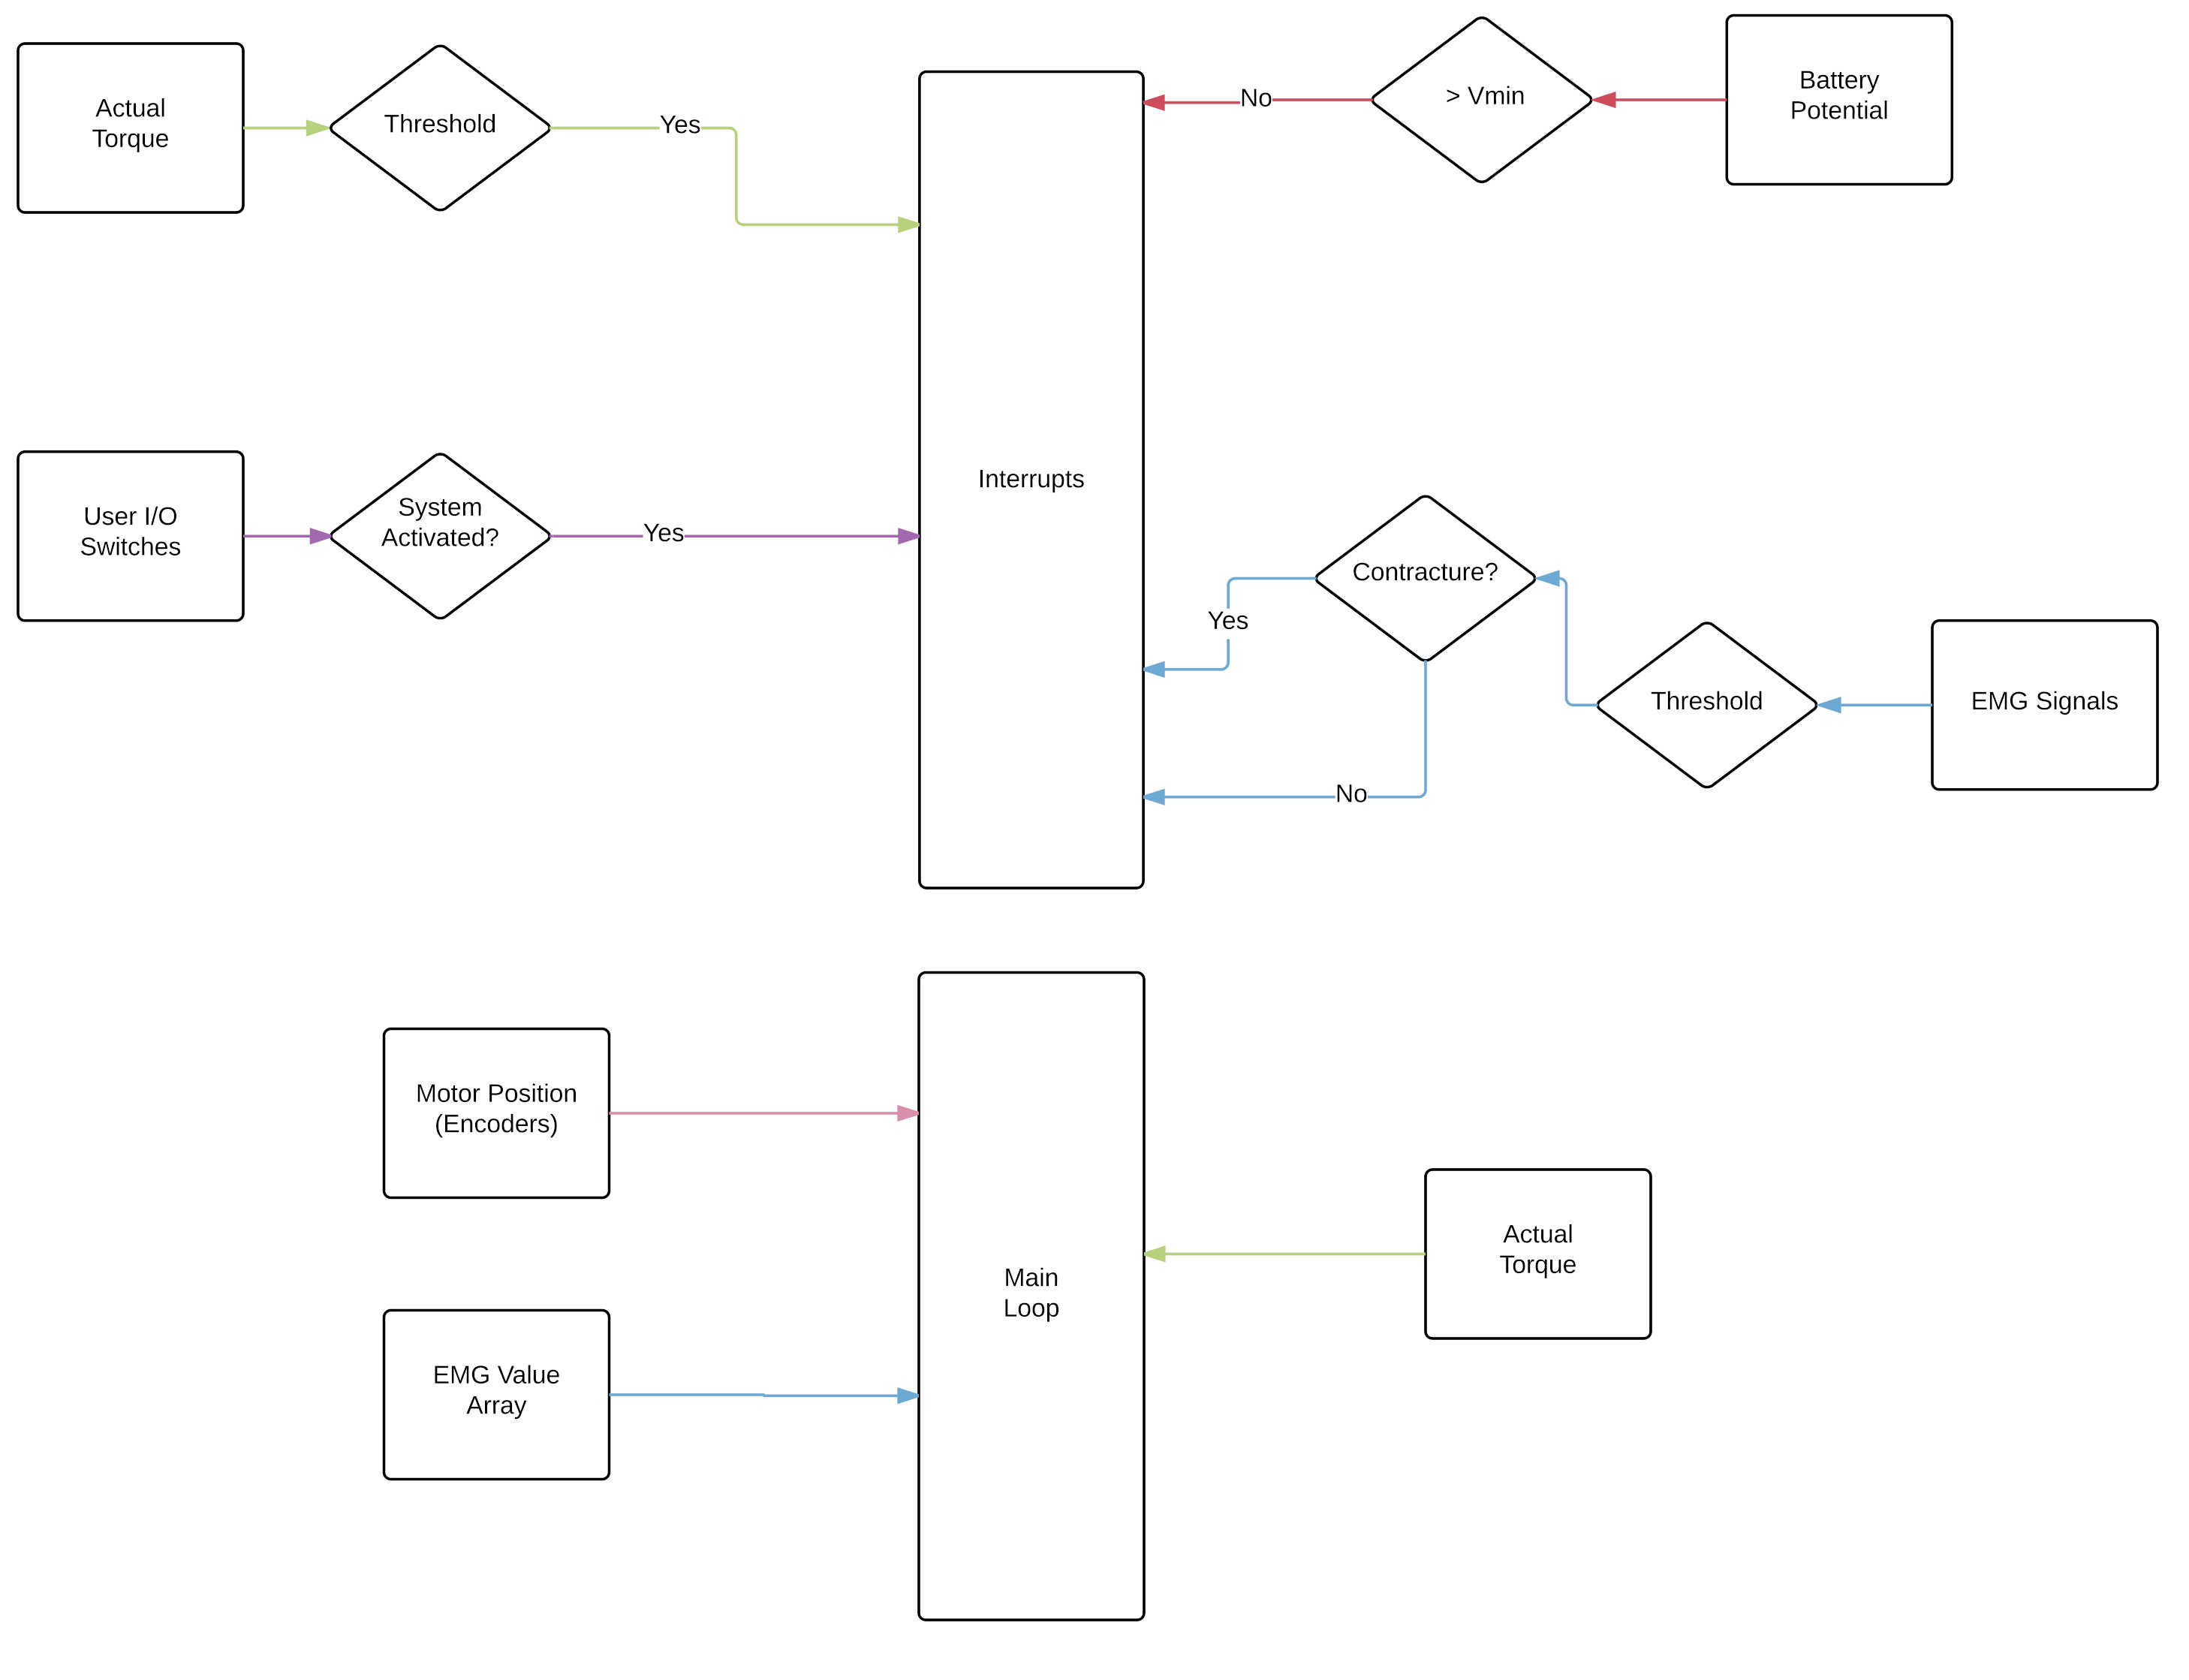 Actual
Torque
Threshold
Yes
No
> Vmin
Battery
Potential
User I/O
Switches
System
Activated?
Yes
Interrupts
Contracture?
Yes
Threshold
EMG Signals
No
Motor Position
(Encoders)
Main
Loop
Actual
Torque
EMG Value
Array